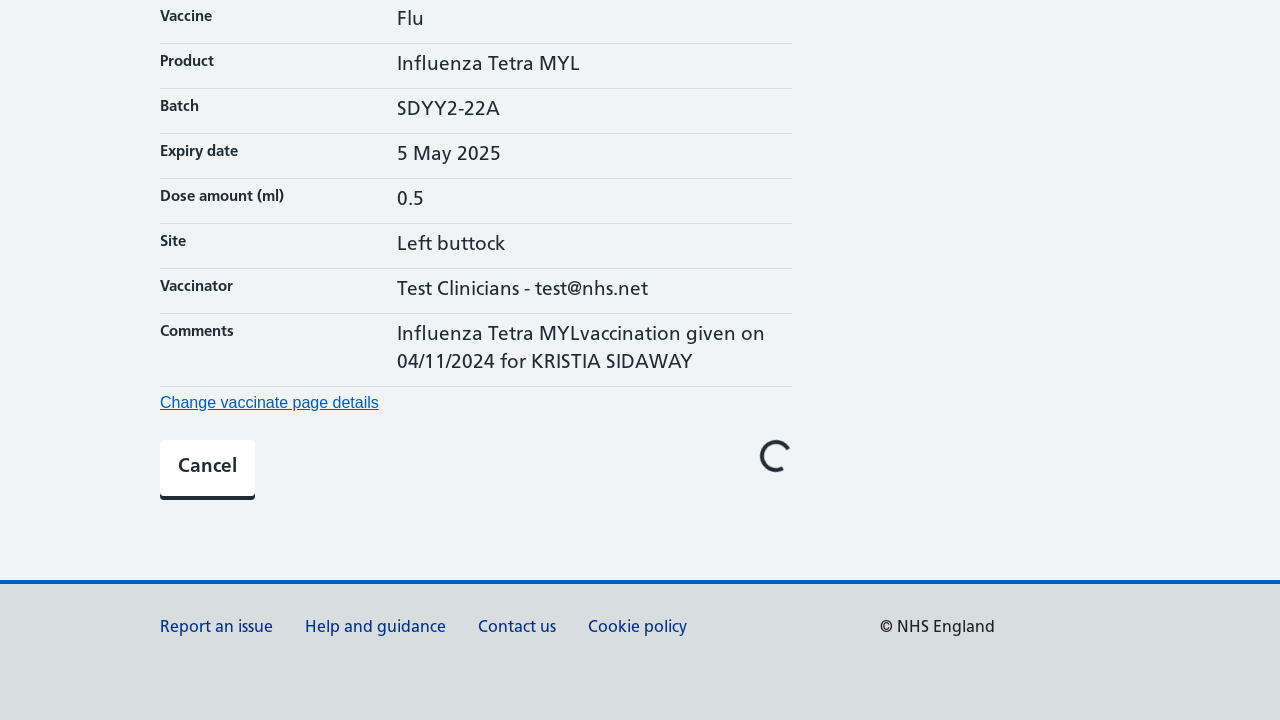 Vaccine Flu
Product Influenza Tetra MYL
Batch SDYY2-22A
Expiry date 5 May 2025
Dose amount (ml) 0.5
Site Left buttock
Vaccinator Test Clinicians - test@nhs.net
Comments Influenza Tetra MYLvaccination given on
04/11/2024 for KRISTIA SIDAWAY
Change vaccinate page details
Cancel
Report an issue Help and guidance Contact us Cookie policy © NHS England